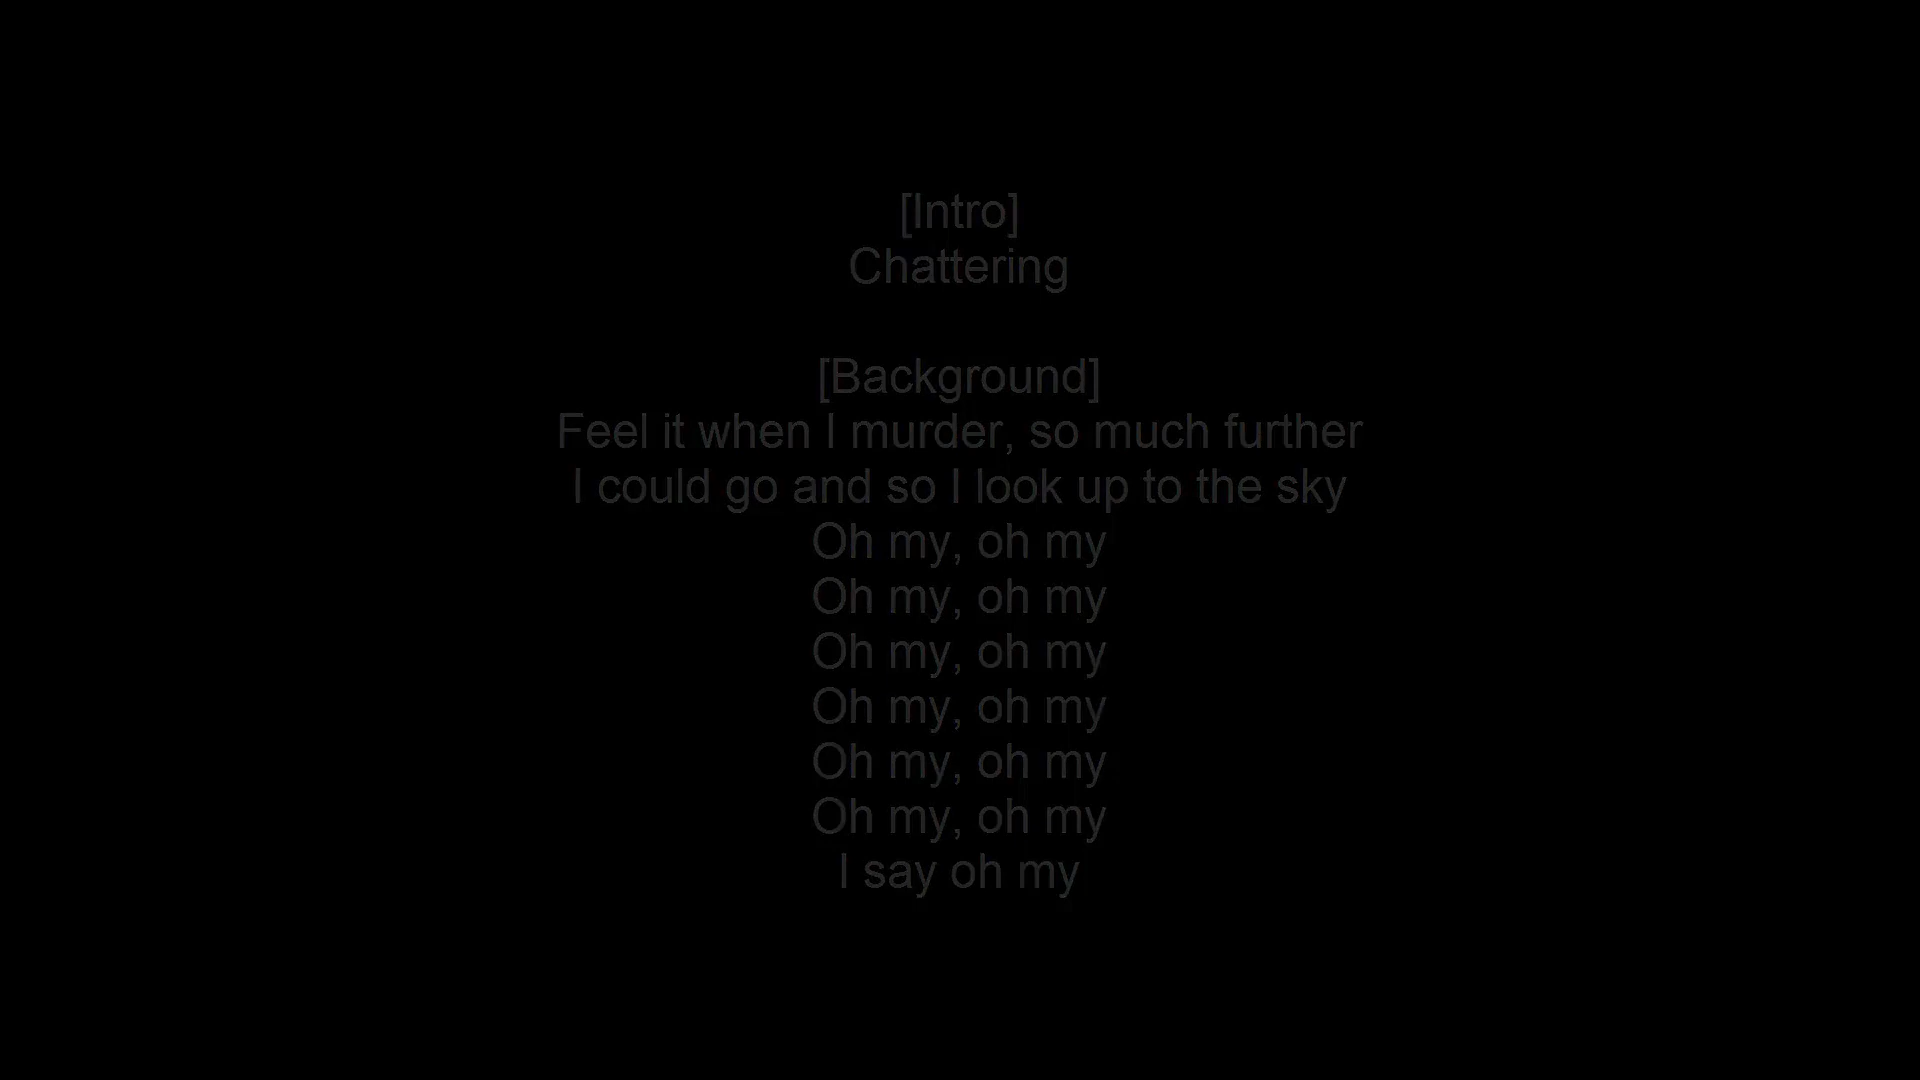 [Intro]
Chattering
[Background]
Feel it when I murder, so much further
I could go and so I look up to the sky
Oh my, oh my
Oh my, oh my
Oh my, oh my
Oh my, oh my
Oh my, oh my
Oh my, oh my
I say oh my